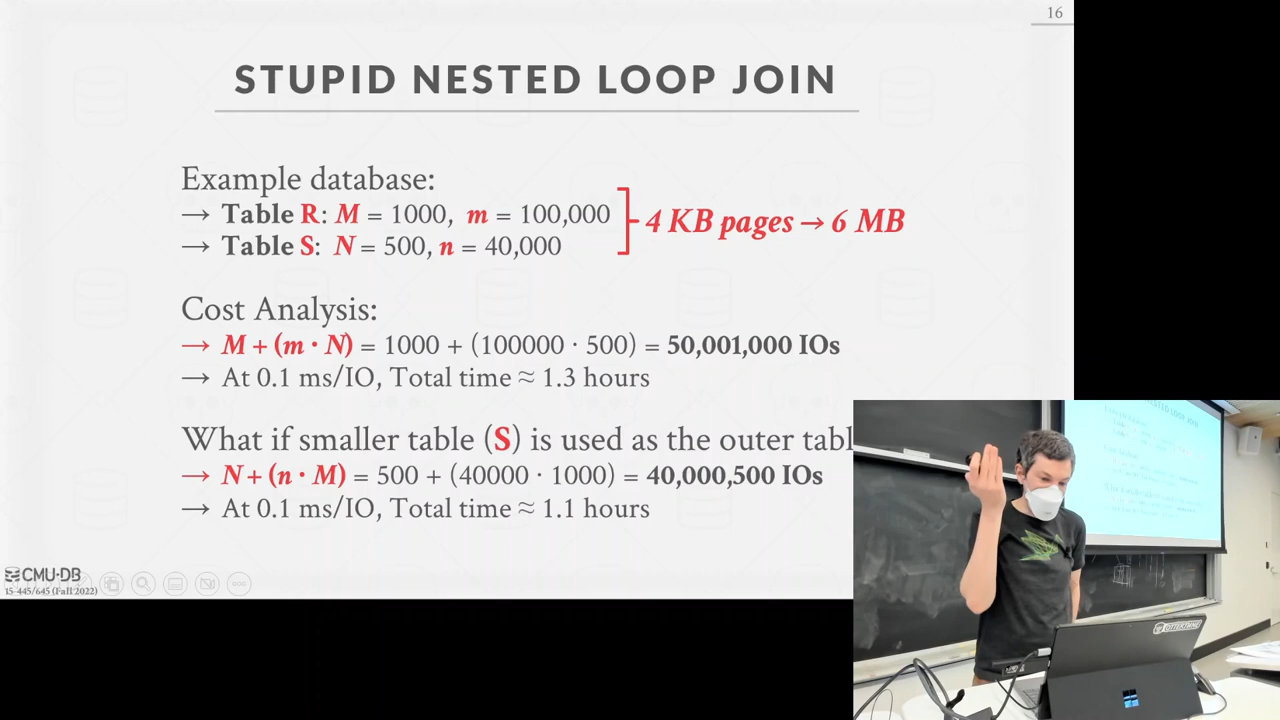 16
STUPID NESTED LOOP JOIN
Example database:
→ Table R: M = 1000, m = 100,000
→ Table S: N = 500, n = 40,000
4 KB pages → 6 MB
Cost Analysis:
→ M + (m · N) = 1000 + (100000 · 500) = 50,001,000 IOs
→ At 0.1 ms/IO, Total time ≈ 1.3 hours
What if smaller table (S) is used as the outer tabl
→ N + (n · M) = 500 + (40000 · 1000) = 40,000,500 IOs
→ At 0.1 ms/IO, Total time ≈ 1.1 hours
CMU·DB
15-445/645 (Fall 2022)